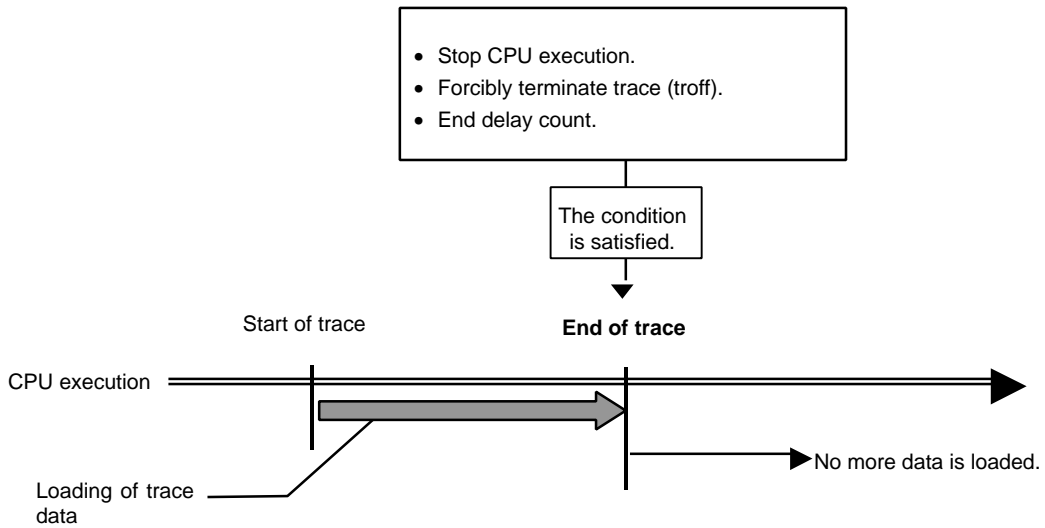 • Stop CPU execution.
• Forcibly terminate trace (troff).
• End delay count.
The condition
is satisfied.
Start of trace
End of trace
CPU execution
No more data is loaded.
Loading of trace
data